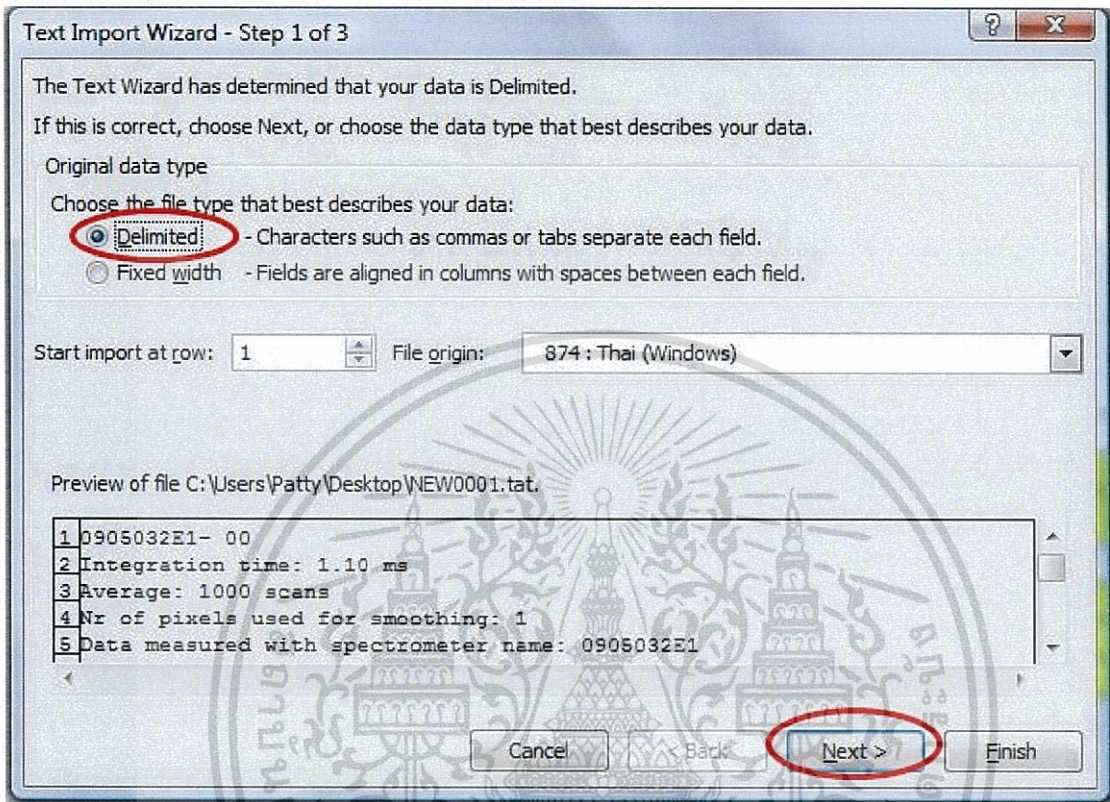 Text Import Wizard - Step 1 of 3
The Text Wizard has determined that your data is Delimited.
If this is correct, choose Next, or choose the data type that best describes your data.
Original data type
Choose the file type that best describes your data:
Delimited - Characters such as commas or tabs separate each field.
Fixed width - Fields are aligned in columns with spaces between each field.
Start import at row: 1 File origin: 874 : Thai (Windows)
Preview of file C:\Users\Patty\Desktop\NEW0001.tat.
1 0905032E1- 00
2 Integration time: 1.10 ms
3 Average: 1000 scans
4 Nr of pixels used for smoothing: 1
5 Data measured with spectrometer name: 0905032E1
Cancel < Back Next > Finish